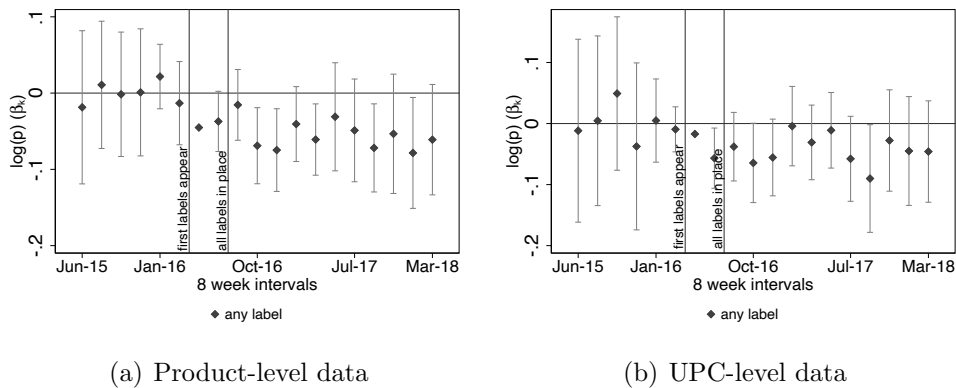 log(p) (βk)
.1
0
-.1
-.2
first labels appear
all labels in place
Jun-15 Jan-16 Oct-16 Jul-17 Mar-18
8 week intervals
any label
(a) Product-level data
log(p) (βk)
.1
0
-.1
-.2
first labels appear
all labels in place
Jun-15 Jan-16 Oct-16 Jul-17 Mar-18
8 week intervals
any label
(b) UPC-level data